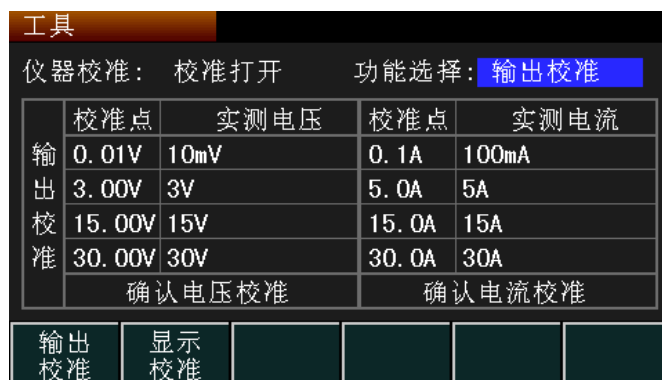 工具
仪器校准: 校准打开 功能选择: 输出校准
校准点 实测电压 校准点 实测电流
输出校准
0.01V 10mV 0.1A 100mA
3.00V 3V 5.0A 5A
15.00V 15V 15.0A 15A
30.00V 30V 30.0A 30A
确认电压校准 确认电流校准
输出 显示
校准 校准